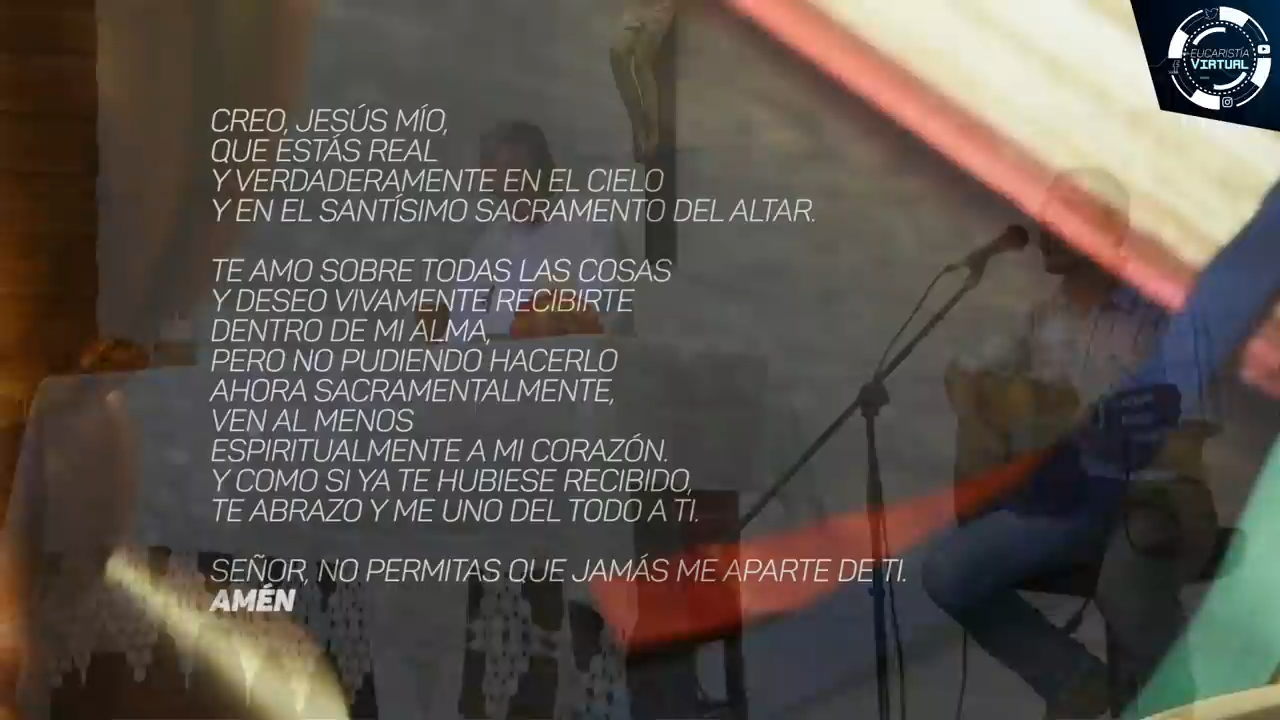 CREO, JESÚS MÍO,
QUE ESTÁS REAL
Y VERDADERAMENTE EN EL CIELO
Y EN EL SANTÍSIMO SACRAMENTO DEL ALTAR.
TE AMO SOBRE TODAS LAS COSAS
Y DESEO VIVAMENTE RECIBIRTE
DENTRO DE MI ALMA,
PERO NO PUDIENDO HACERLO
AHORA SACRAMENTALMENTE,
VEN AL MENOS
ESPIRITUALMENTE A MI CORAZÓN.
Y COMO SI YA TE HUBIESE RECIBIDO,
TE ABRAZO Y ME UNO DEL TODO A TI.
SEÑOR, NO PERMITAS QUE JAMÁS ME APARTE DE TI.
AMÉN
EUCARISTÍA
VIRTUAL